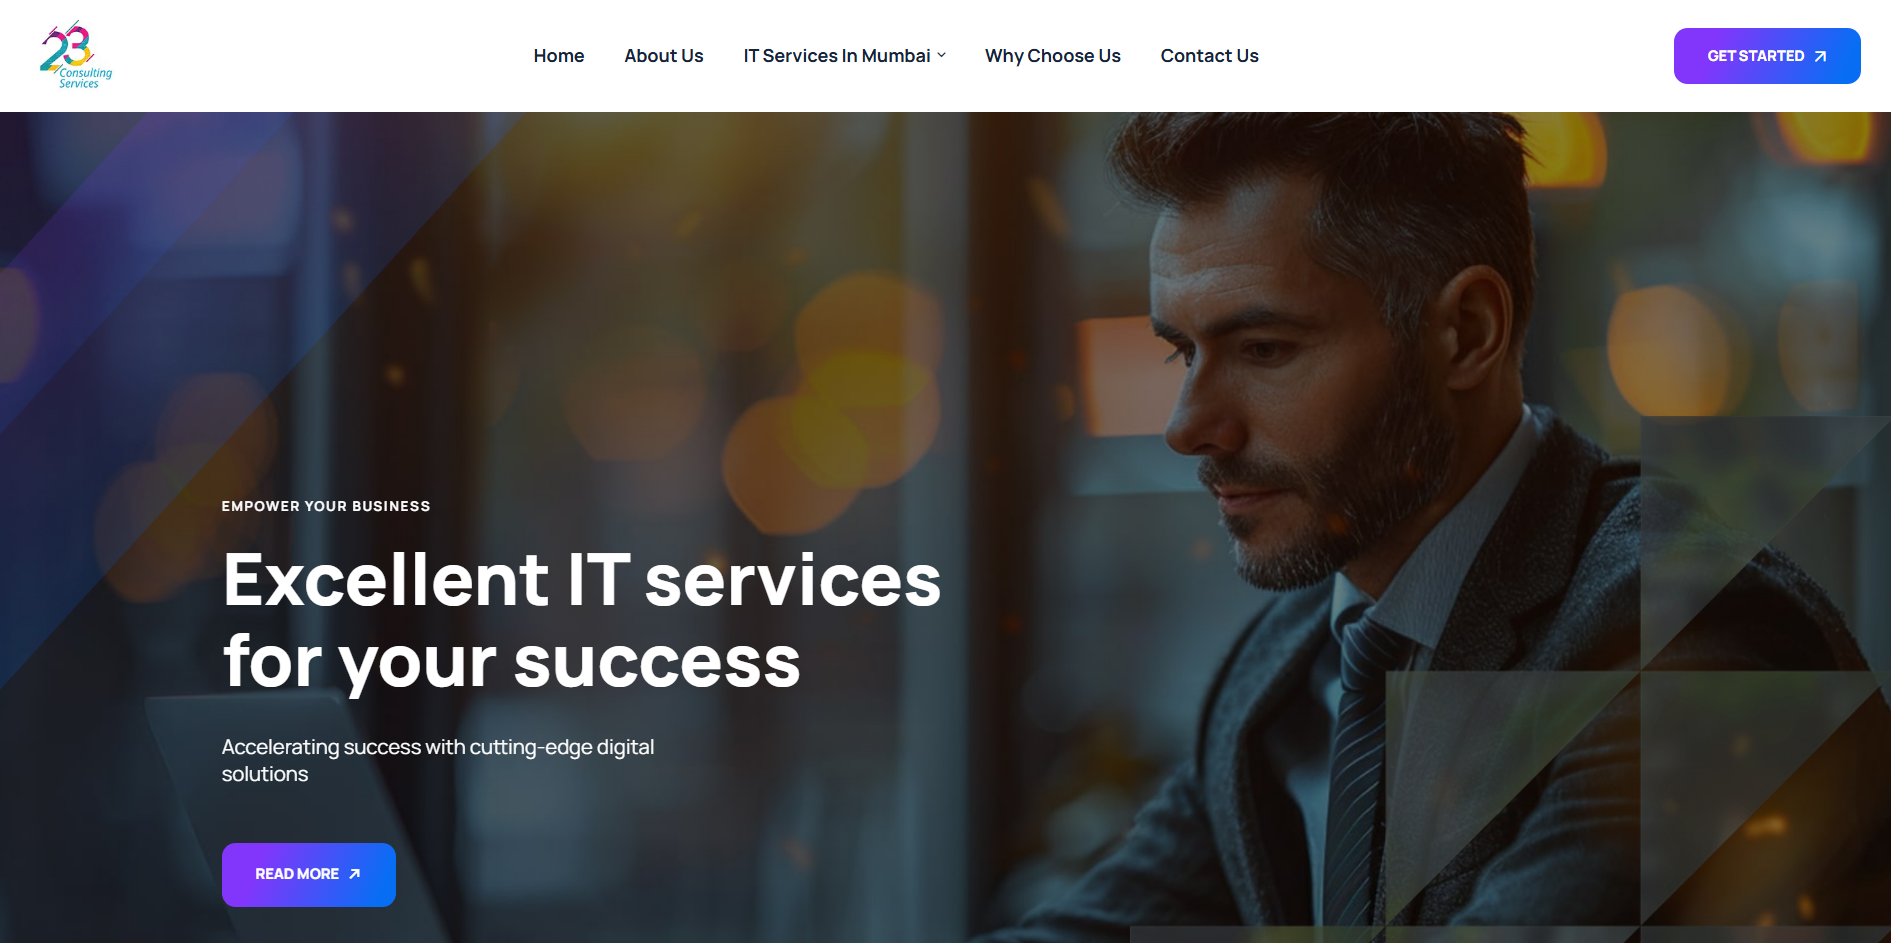 23
Consulting
Services
Home
About Us
IT Services In Mumbai
Why Choose Us
Contact Us
GET STARTED
EMPOWER YOUR BUSINESS
Excellent IT services
for your success
Accelerating success with cutting-edge digital
solutions
READ MORE